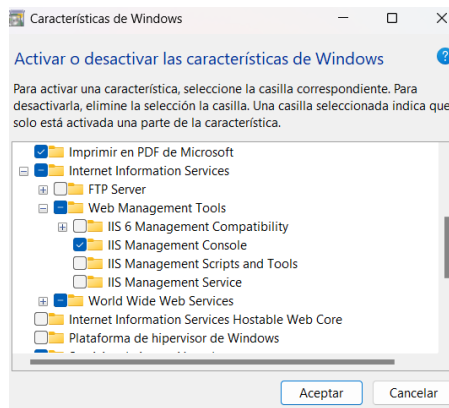 Características de Windows
Activar o desactivar las características de Windows
Para activar una característica, seleccione la casilla correspondiente. Para
desactivarla, elimine la selección la casilla. Una casilla seleccionada indica que
solo está activada una parte de la característica.
Imprimir en PDF de Microsoft
Internet Information Services
FTP Server
Web Management Tools
IIS 6 Management Compatibility
IIS Management Console
IIS Management Scripts and Tools
IIS Management Service
World Wide Web Services
Internet Information Services Hostable Web Core
Plataforma de hipervisor de Windows
Aceptar
Cancelar